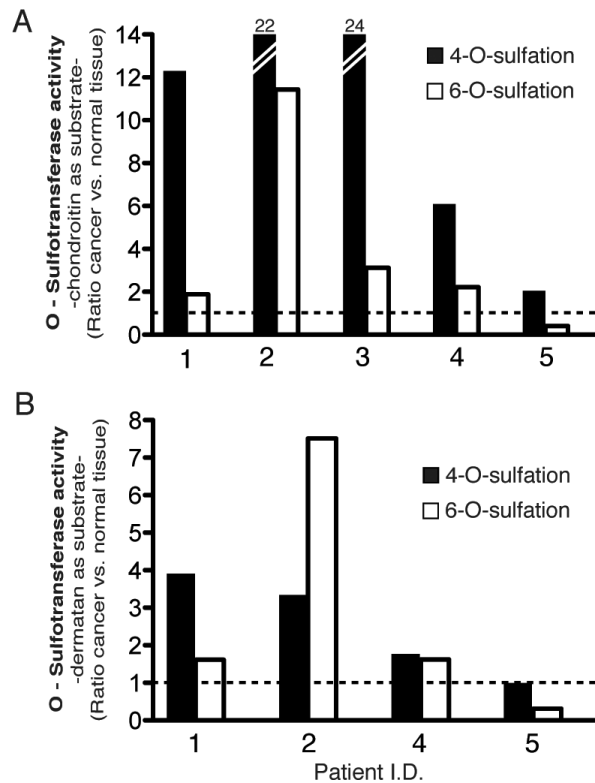 A
22
24
4-O-sulfation
6-O-sulfation
O - Sulfotransferase activity
-chondroitin as substrate-
(Ratio cancer vs. normal tissue)
14
12
10
8
6
4
2
0
1 2 3 4 5
B
4-O-sulfation
6-O-sulfation
O - Sulfotransferase activity
-dermatan as substrate-
(Ratio cancer vs. normal tissue)
8
7
6
5
4
3
2
1
0
1 2 4 5
Patient I.D.